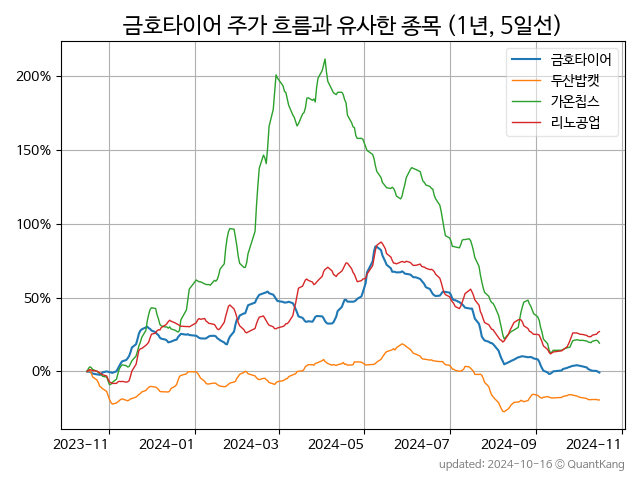 금호타이어 주가 흐름과 유사한 종목 (1년, 5일선)
금호타이어
두산밥캣
가온칩스
리노공업
200%
150%
100%
50%
0%
2023-11 2024-01 2024-03 2024-05 2024-07 2024-09 2024-11
updated: 2024-10-16 © QuantKang